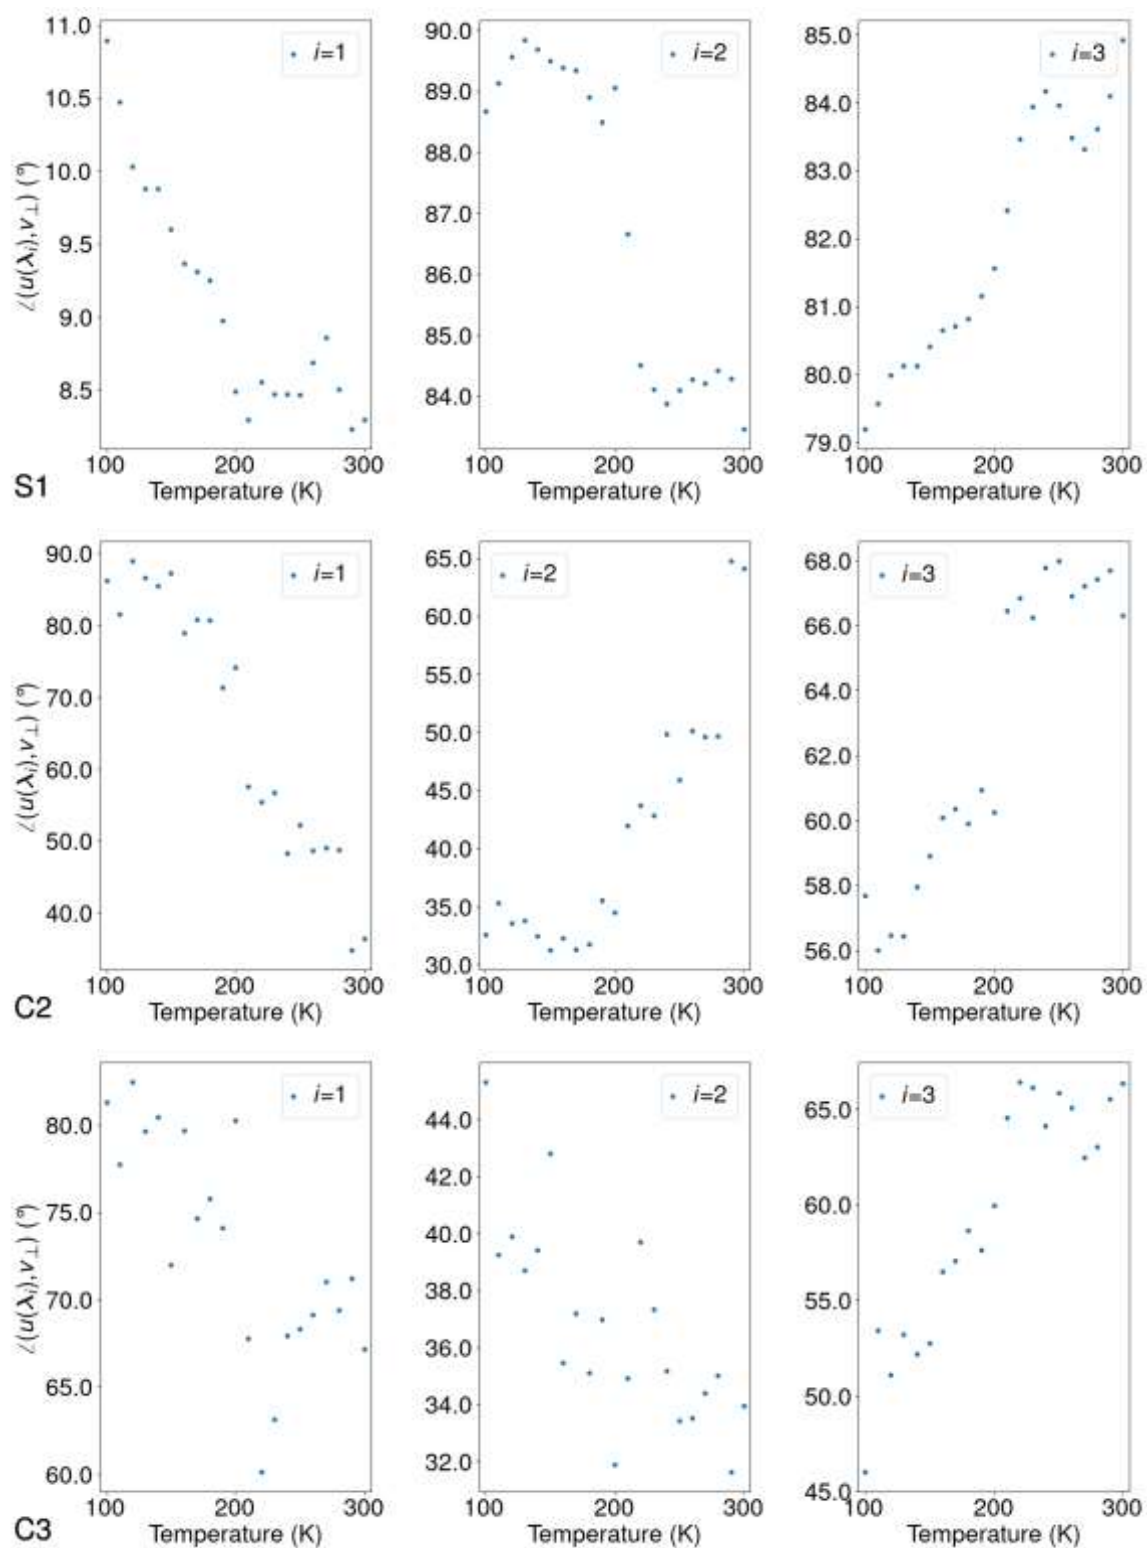 11.0
10.5
10.0
9.5
9.0
8.5
∠(u(λi),v⊥) (°)
i=1
100 200 300
Temperature (K)
90.0
89.0
88.0
87.0
86.0
85.0
84.0
i=2
100 200 300
Temperature (K)
85.0
84.0
83.0
82.0
81.0
80.0
79.0
i=3
100 200 300
Temperature (K)
S1
90.0
80.0
70.0
60.0
50.0
40.0
∠(u(λi),v⊥) (°)
i=1
100 200 300
Temperature (K)
65.0
60.0
55.0
50.0
45.0
40.0
35.0
30.0
i=2
100 200 300
Temperature (K)
68.0
66.0
64.0
62.0
60.0
58.0
56.0
i=3
100 200 300
Temperature (K)
C2
80.0
75.0
70.0
65.0
60.0
∠(u(λi),v⊥) (°)
i=1
100 200 300
Temperature (K)
44.0
42.0
40.0
38.0
36.0
34.0
32.0
i=2
100 200 300
Temperature (K)
65.0
60.0
55.0
50.0
45.0
i=3
100 200 300
Temperature (K)
C3